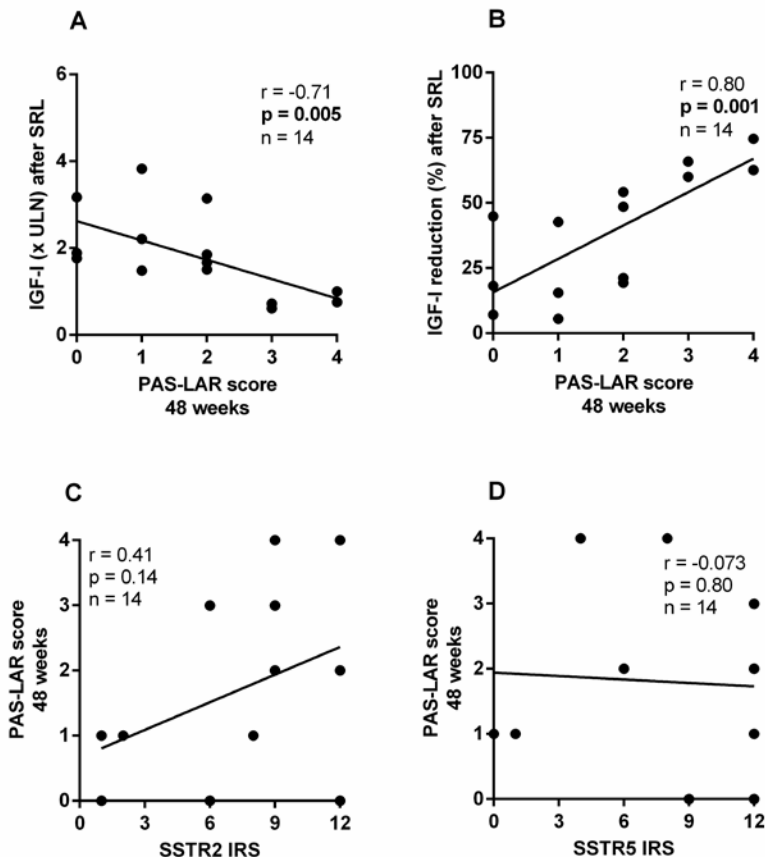 A
IGF-I (x ULN) after SRL
6
4
2
0
r = -0.71
p = 0.005
n = 14
0 1 2 3 4
PAS-LAR score
48 weeks
B
IGF-I reduction (%) after SRL
100
75
50
25
0
r = 0.80
p = 0.001
n = 14
0 1 2 3 4
PAS-LAR score
48 weeks
C
PAS-LAR score
48 weeks
4
3
2
1
0
r = 0.41
p = 0.14
n = 14
0 3 6 9 12
SSTR2 IRS
D
PAS-LAR score
48 weeks
4
3
2
1
0
r = -0.073
p = 0.80
n = 14
0 3 6 9 12
SSTR5 IRS